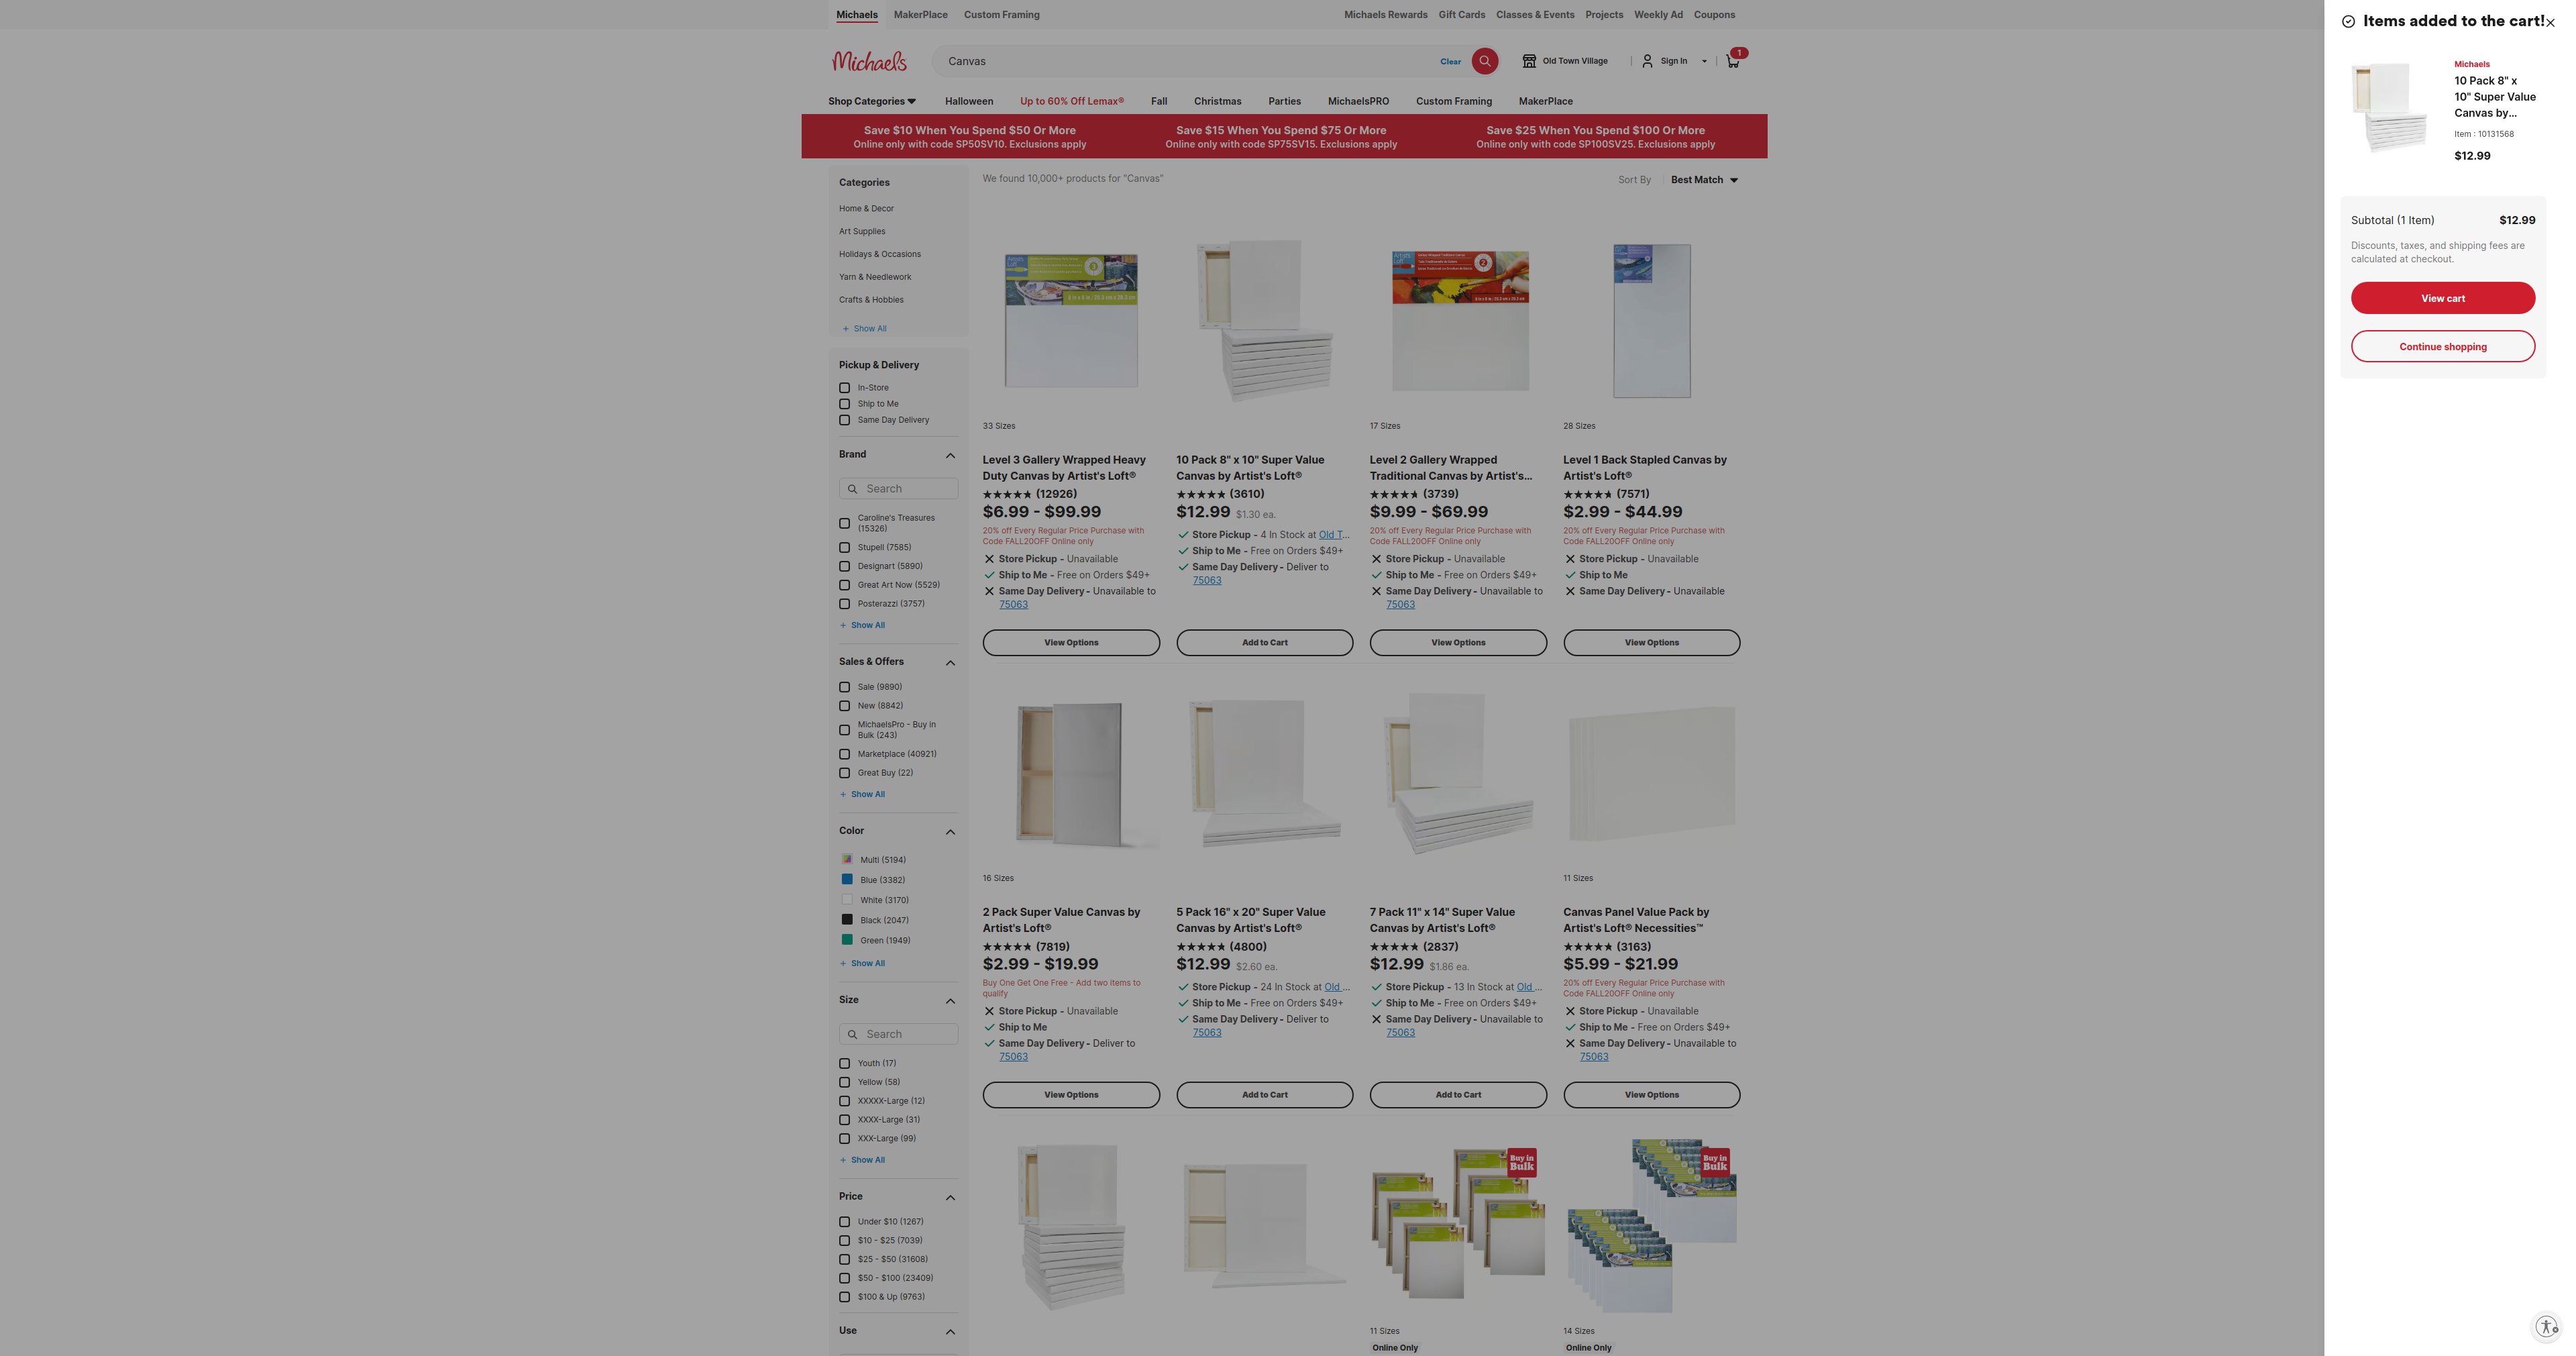 Michaels
MakerPlace
Custom Framing
Michaels Rewards
Gift Cards
Classes & Events
Projects
Weekly Ad
Coupons
Michaels
Canvas
Clear
Old Town Village
Sign In
1
Shop Categories
Halloween
Up to 60% Off Lemax®
Fall
Christmas
Parties
MichaelsPRO
Custom Framing
MakerPlace
Save $10 When You Spend $50 Or More
Online only with code SP50SV10. Exclusions apply
Save $15 When You Spend $75 Or More
Online only with code SP75SV15. Exclusions apply
Save $25 When You Spend $100 Or More
Online only with code SP100SV25. Exclusions apply
Categories
Home & Decor
Art Supplies
Holidays & Occasions
Yarn & Needlework
Crafts & Hobbies
+ Show All
Pickup & Delivery
In-Store
Ship to Me
Same Day Delivery
Brand
Search
Caroline's Treasures
(15326)
Stupell (7585)
Designart (5890)
Great Art Now (5529)
Posterazzi (3757)
+ Show All
Sales & Offers
Sale (9890)
New (8842)
MichaelsPro - Buy in
Bulk (243)
Marketplace (40921)
Great Buy (22)
+ Show All
Color
Multi (5194)
Blue (3382)
White (3170)
Black (2047)
Green (1949)
+ Show All
Size
Search
Youth (17)
Yellow (58)
XXXXX-Large (12)
XXXX-Large (31)
XXX-Large (99)
+ Show All
Price
Under $10 (1267)
$10 - $25 (7039)
$25 - $50 (31608)
$50 - $100 (23409)
$100 & Up (9763)
Use
We found 10,000+ products for "Canvas"
Sort By
Best Match
33 Sizes
Level 3 Gallery Wrapped Heavy
Duty Canvas by Artist's Loft®
(12926)
$6.99 - $99.99
20% off Every Regular Price Purchase with
Code FALL20OFF Online only
Store Pickup - Unavailable
Ship to Me - Free on Orders $49+
Same Day Delivery - Unavailable to
75063
View Options
10 Pack 8" x 10" Super Value
Canvas by Artist's Loft®
(3610)
$12.99 $1.30 ea.
Store Pickup - 4 In Stock at Old T...
Ship to Me - Free on Orders $49+
Same Day Delivery - Deliver to
75063
Add to Cart
17 Sizes
Level 2 Gallery Wrapped
Traditional Canvas by Artist's...
(3739)
$9.99 - $69.99
20% off Every Regular Price Purchase with
Code FALL20OFF Online only
Store Pickup - Unavailable
Ship to Me - Free on Orders $49+
Same Day Delivery - Unavailable to
75063
View Options
28 Sizes
Level 1 Back Stapled Canvas by
Artist's Loft®
(7571)
$2.99 - $44.99
20% off Every Regular Price Purchase with
Code FALL20OFF Online only
Store Pickup - Unavailable
Ship to Me
Same Day Delivery - Unavailable
View Options
16 Sizes
2 Pack Super Value Canvas by
Artist's Loft®
(7819)
$2.99 - $19.99
Buy One Get One Free - Add two items to
qualify
Store Pickup - Unavailable
Ship to Me
Same Day Delivery - Deliver to
75063
View Options
5 Pack 16" x 20" Super Value
Canvas by Artist's Loft®
(4800)
$12.99 $2.60 ea.
Store Pickup - 24 In Stock at Old ...
Ship to Me - Free on Orders $49+
Same Day Delivery - Deliver to
75063
Add to Cart
7 Pack 11" x 14" Super Value
Canvas by Artist's Loft®
(2837)
$12.99 $1.86 ea.
Store Pickup - 13 In Stock at Old ...
Ship to Me - Free on Orders $49+
Same Day Delivery - Unavailable to
75063
Add to Cart
11 Sizes
Canvas Panel Value Pack by
Artist's Loft® Necessities™
(3163)
$5.99 - $21.99
20% off Every Regular Price Purchase with
Code FALL20OFF Online only
Store Pickup - Unavailable
Ship to Me - Free on Orders $49+
Same Day Delivery - Unavailable to
75063
View Options
Buy in
Bulk
11 Sizes
Online Only
Buy in
Bulk
14 Sizes
Online Only
Items added to the cart!
Michaels
10 Pack 8" x
10" Super Value
Canvas by...
Item : 10131568
$12.99
Subtotal (1 Item)
$12.99
Discounts, taxes, and shipping fees are
calculated at checkout.
View cart
Continue shopping